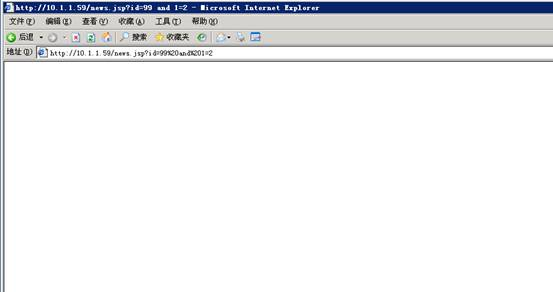 http://10.1.1.59/news.jsp?id=99 and 1=2 - Microsoft Internet Explorer
文件(F) 编辑(E) 查看(V) 收藏(A) 工具(T) 帮助(H)
后退 搜索 收藏夹
地址(D) http://10.1.1.59/news.jsp?id=99%20and%201=2